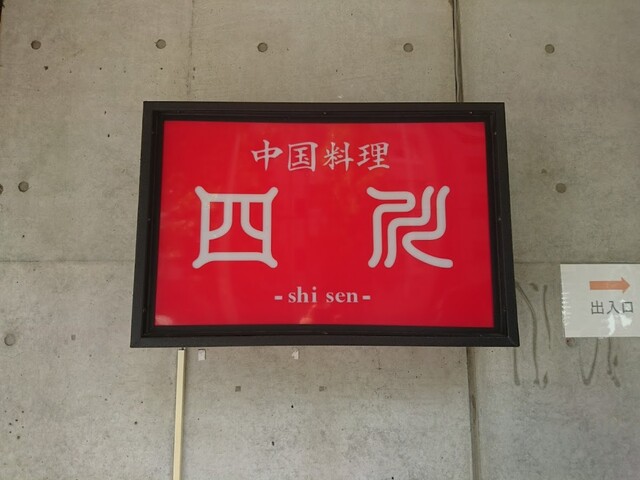 中国料理
四川
- shi sen -
出入口